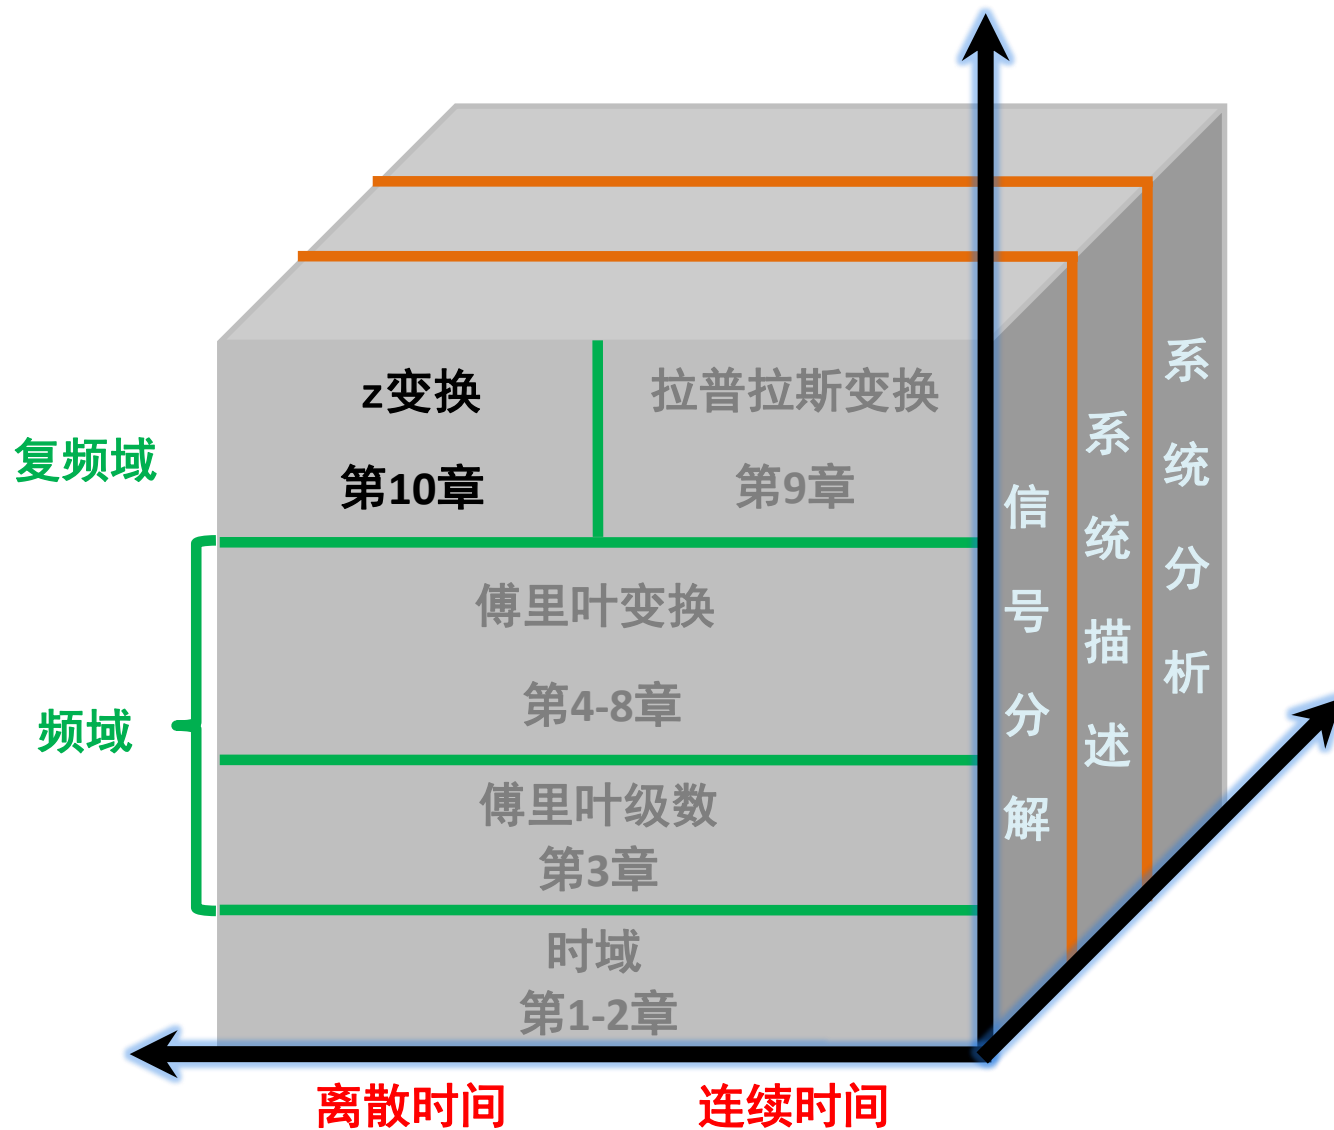 z变换
第10章
拉普拉斯变换
第9章
复频域
傅里叶变换
第4-8章
频域
傅里叶级数
第3章
时域
第1-2章
离散时间
连续时间
信号分解
系统描述
系统分析